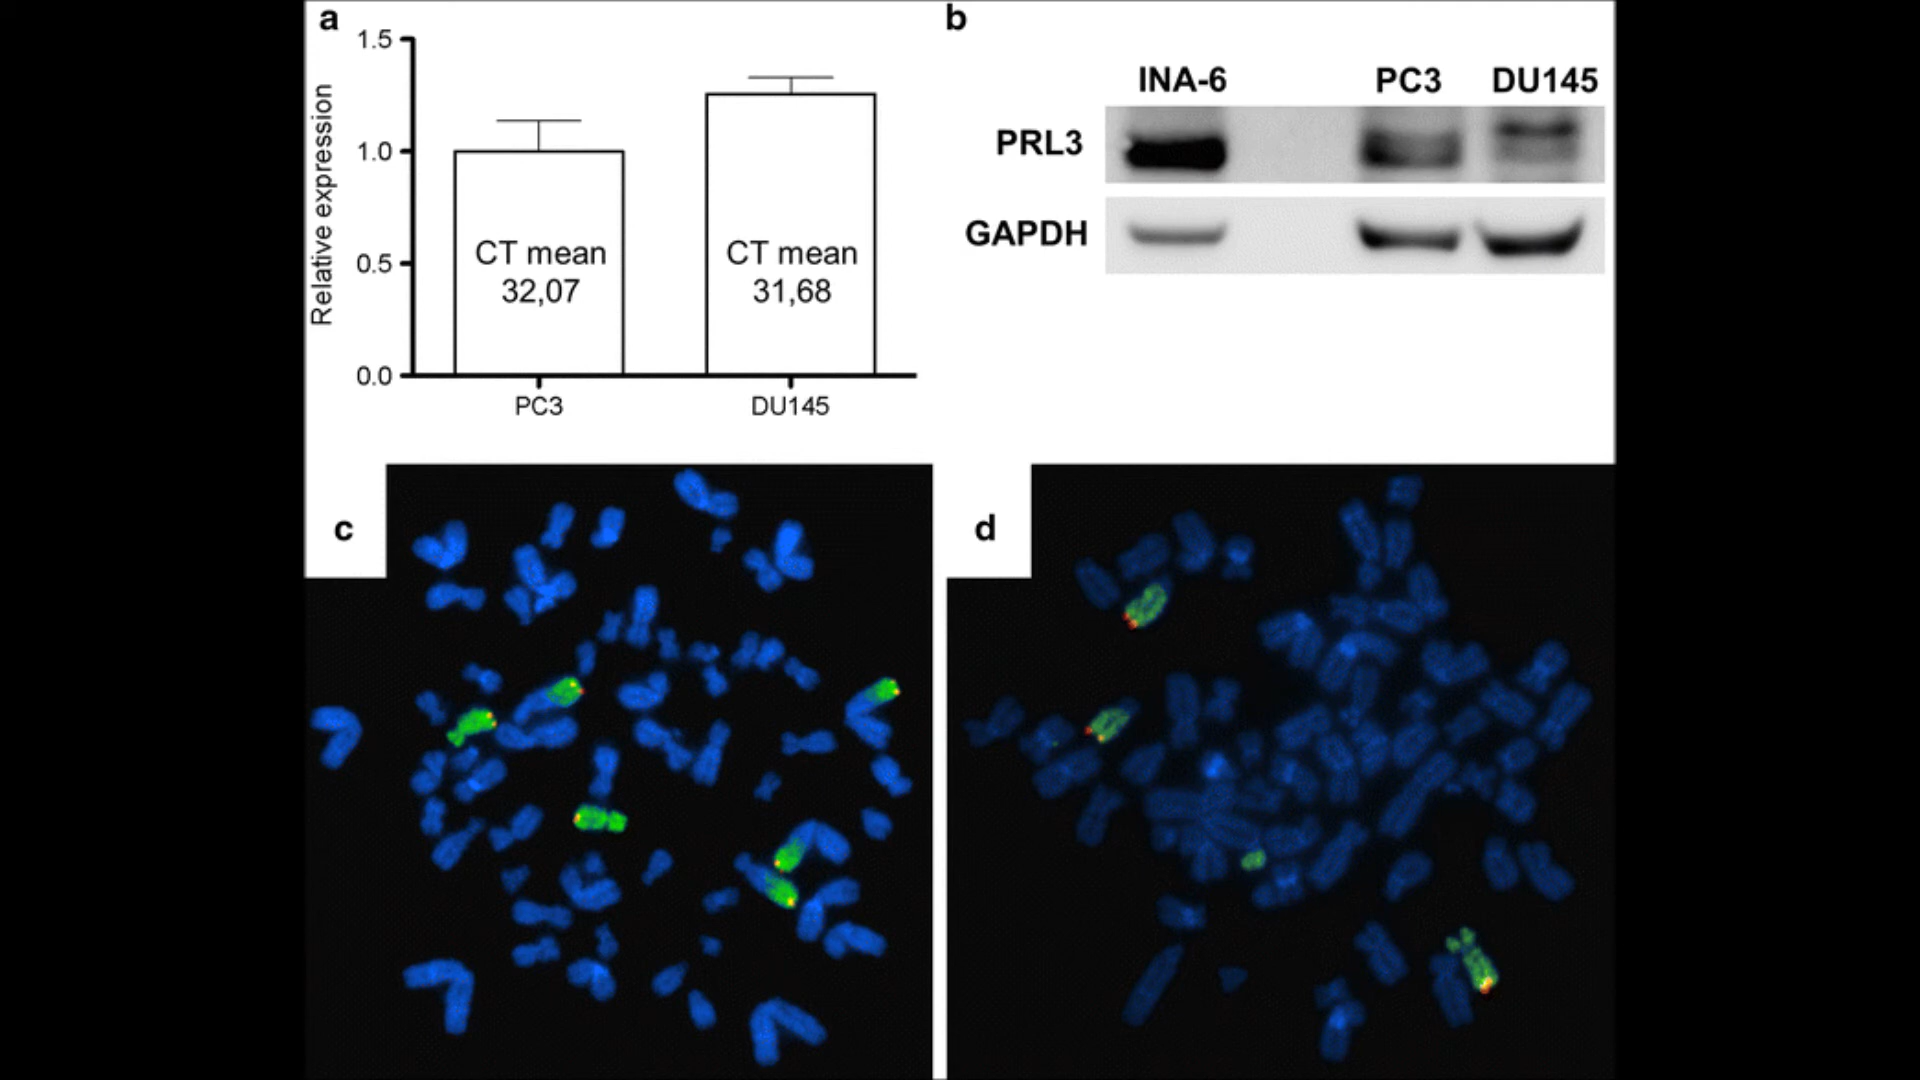 a
1.5
1.0
0.5
0.0
Relative expression
CT mean
32,07
CT mean
31,68
PC3
DU145
b
INA-6
PC3
DU145
PRL3
GAPDH
c
d